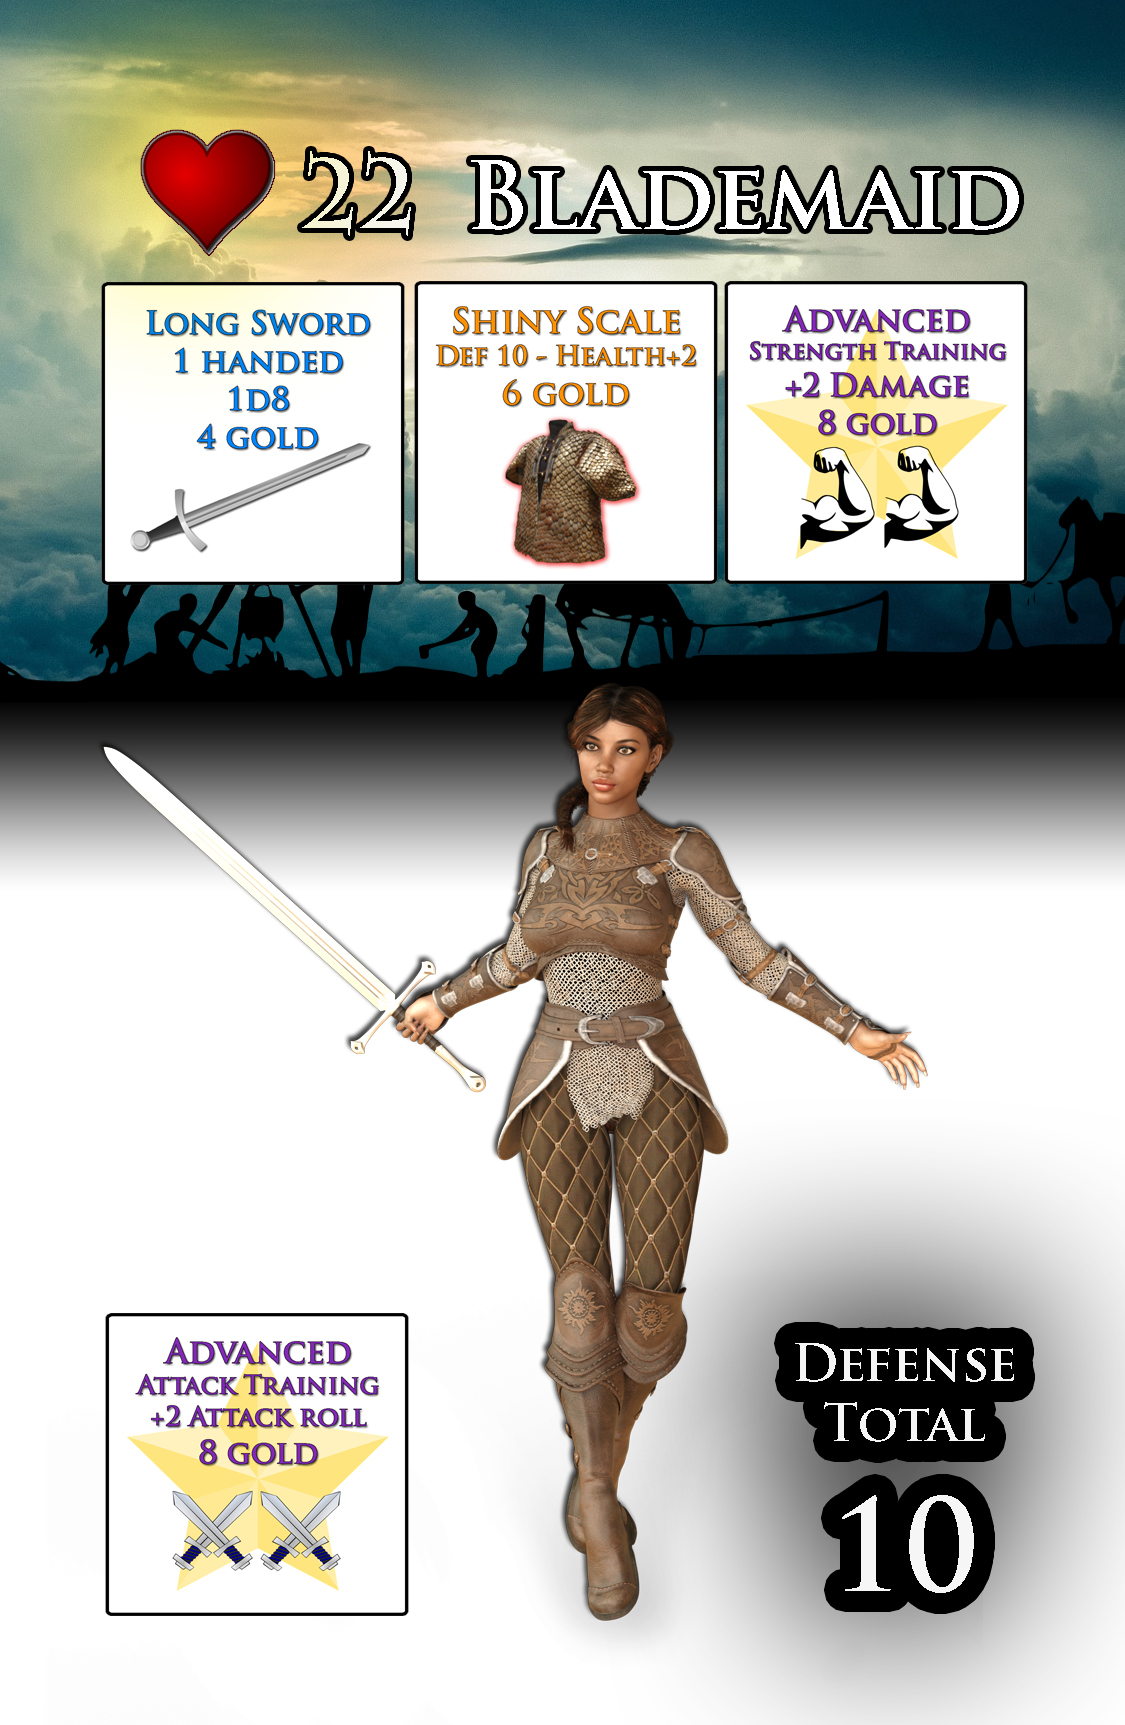 22 Blademaid
Long Sword
1 handed
1d8
4 gold
Shiny Scale
Def 10 - Health+2
6 gold
Advanced
Strength Training
+2 Damage
8 gold
Advanced
Attack Training
+2 Attack roll
8 gold
Defense
Total
10